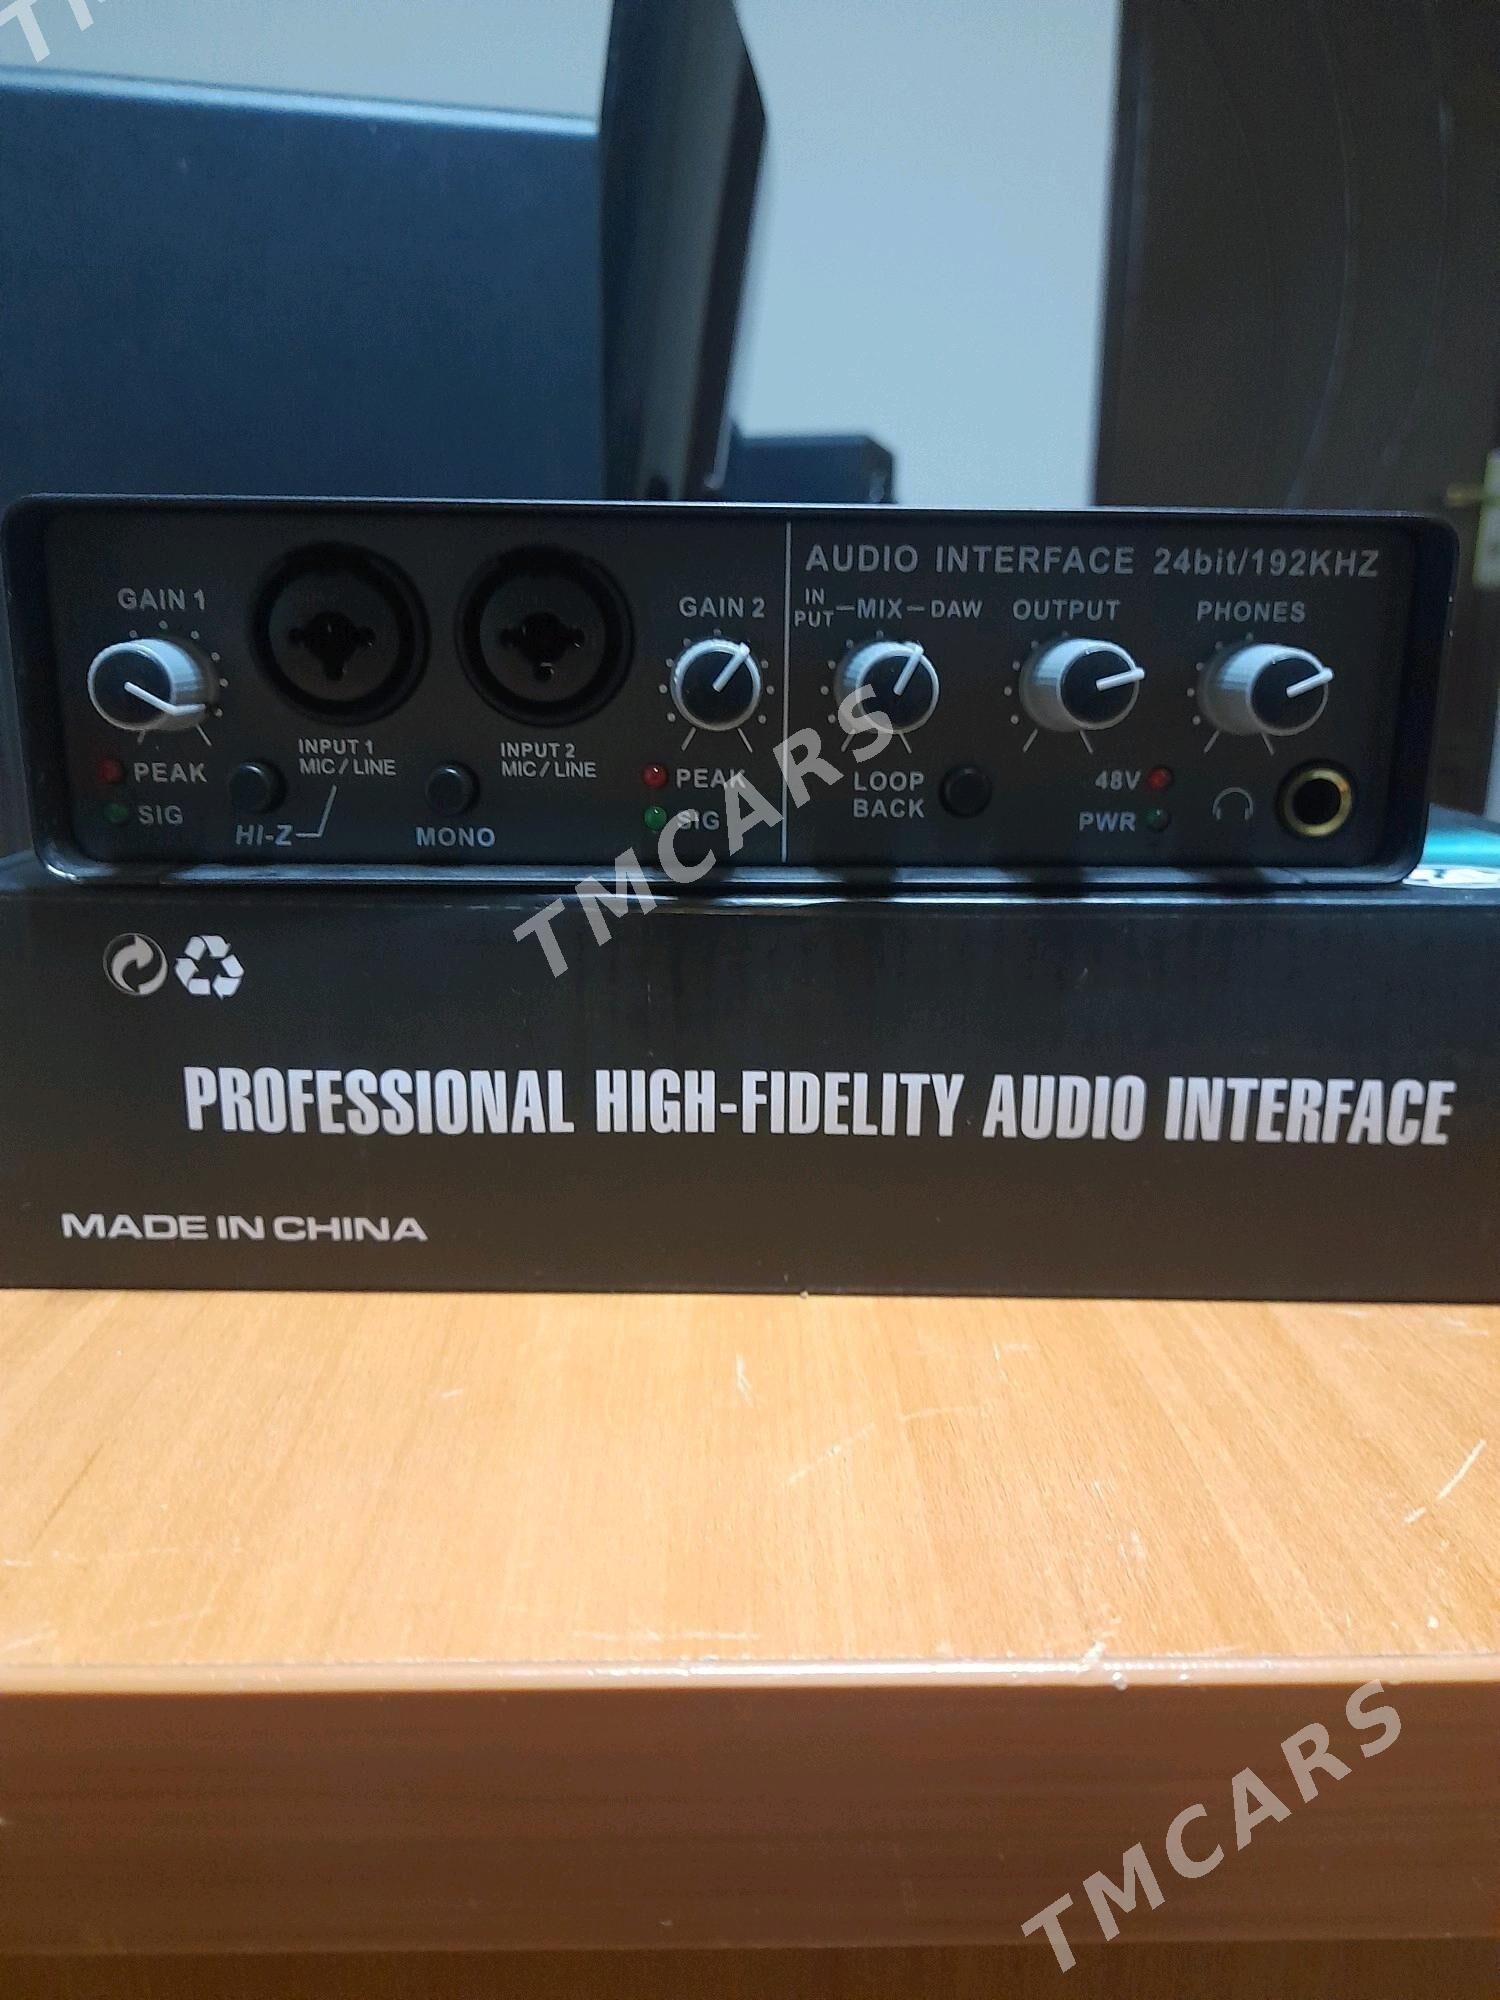 AUDIO INTERFACE 24bit/192KHZ
GAIN 1
GAIN 2
IN PUT –MIX– DAW
OUTPUT
PHONES
INPUT 1
MIC/LINE
INPUT 2
MIC/LINE
PEAK
SIG
HI-Z
MONO
PEAK
SIG
LOOP
BACK
48V
PWR
TMCARS
PROFESSIONAL HIGH-FIDELITY AUDIO INTERFACE
MADE IN CHINA
TMCARS